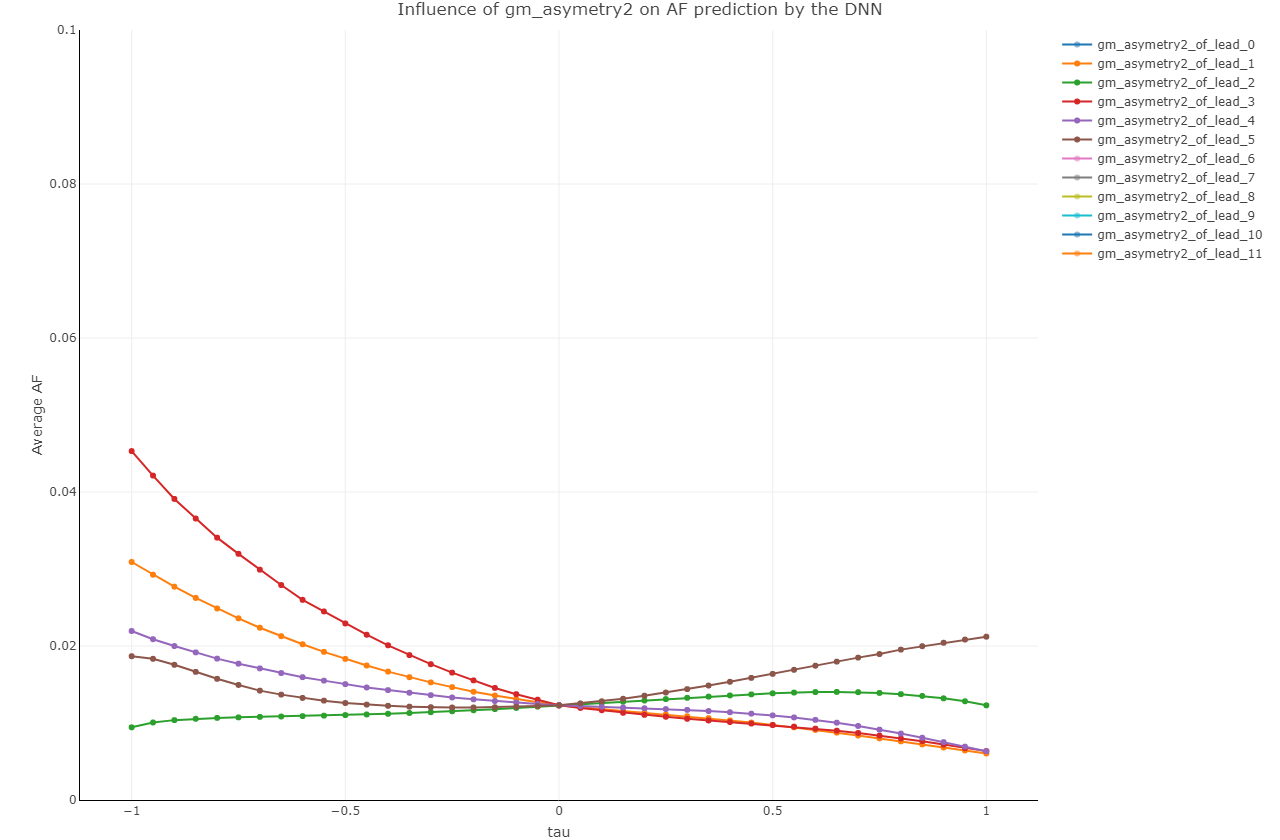 Influence of gm_asymetry2 on AF prediction by the DNN
gm_asymetry2_of_lead_0
gm_asymetry2_of_lead_1
gm_asymetry2_of_lead_2
gm_asymetry2_of_lead_3
gm_asymetry2_of_lead_4
gm_asymetry2_of_lead_5
gm_asymetry2_of_lead_6
gm_asymetry2_of_lead_7
gm_asymetry2_of_lead_8
gm_asymetry2_of_lead_9
gm_asymetry2_of_lead_10
gm_asymetry2_of_lead_11
Average AF
0.1
0.08
0.06
0.04
0.02
0
−1
−0.5
0
0.5
1
tau